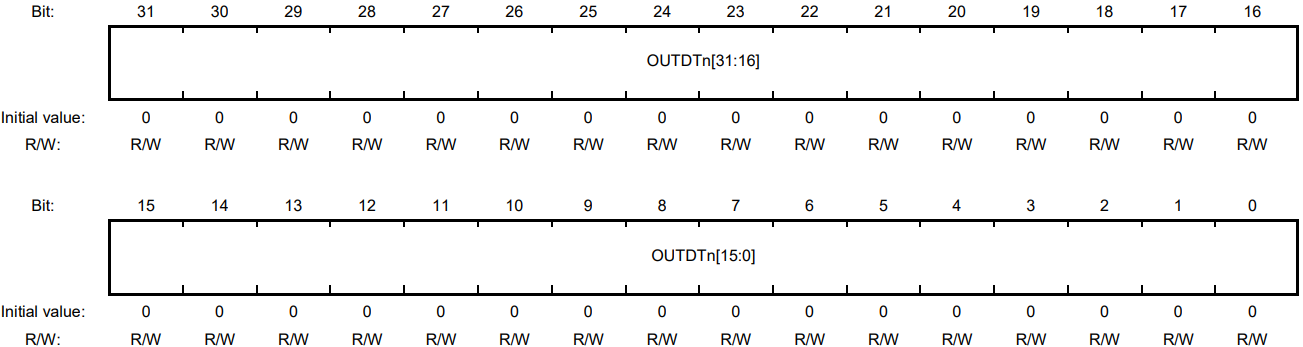 Bit: 31 30 29 28 27 26 25 24 23 22 21 20 19 18 17 16
OUTDTn[31:16]
Initial value: 0 0 0 0 0 0 0 0 0 0 0 0 0 0 0 0
R/W: R/W R/W R/W R/W R/W R/W R/W R/W R/W R/W R/W R/W R/W R/W R/W R/W
Bit: 15 14 13 12 11 10 9 8 7 6 5 4 3 2 1 0
OUTDTn[15:0]
Initial value: 0 0 0 0 0 0 0 0 0 0 0 0 0 0 0 0
R/W: R/W R/W R/W R/W R/W R/W R/W R/W R/W R/W R/W R/W R/W R/W R/W R/W